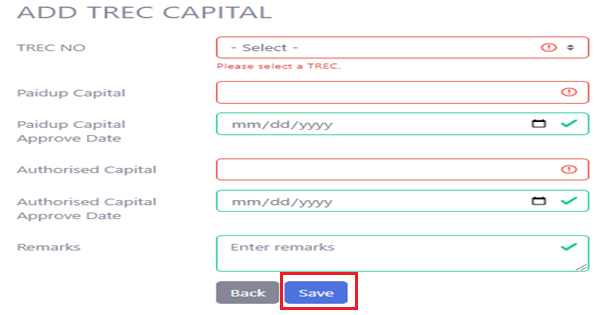 ADD TREC CAPITAL
TREC NO
- Select -
Please select a TREC.
Paidup Capital
Paidup Capital
Approve Date
mm/dd/yyyy
Authorised Capital
Authorised Capital
Approve Date
mm/dd/yyyy
Remarks
Enter remarks
Back
Save